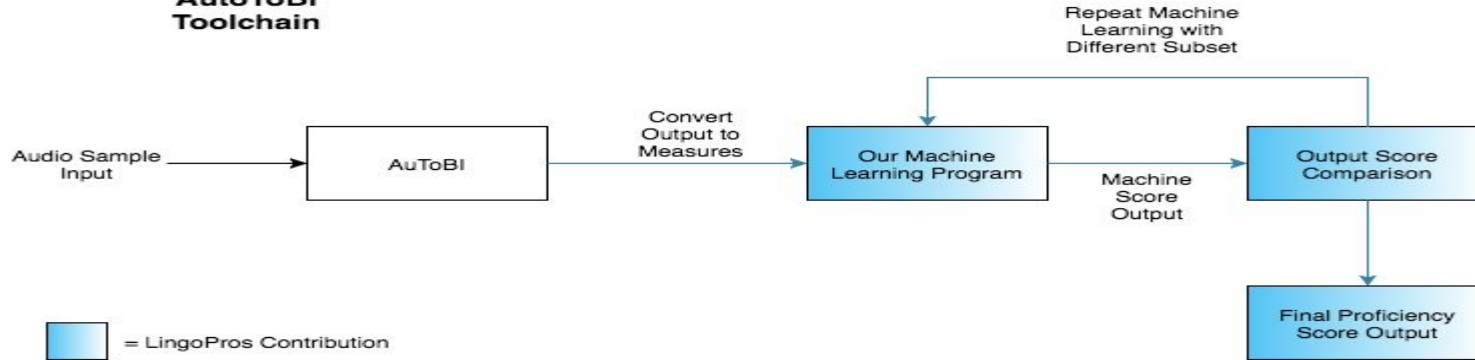 AutoToBI
Toolchain
Repeat Machine
Learning with
Different Subset
Audio Sample
Input
AuToBI
Convert
Output to
Measures
Our Machine
Learning Program
Machine
Score
Output
Output Score
Comparison
Final Proficiency
Score Output
= LingoPros Contribution